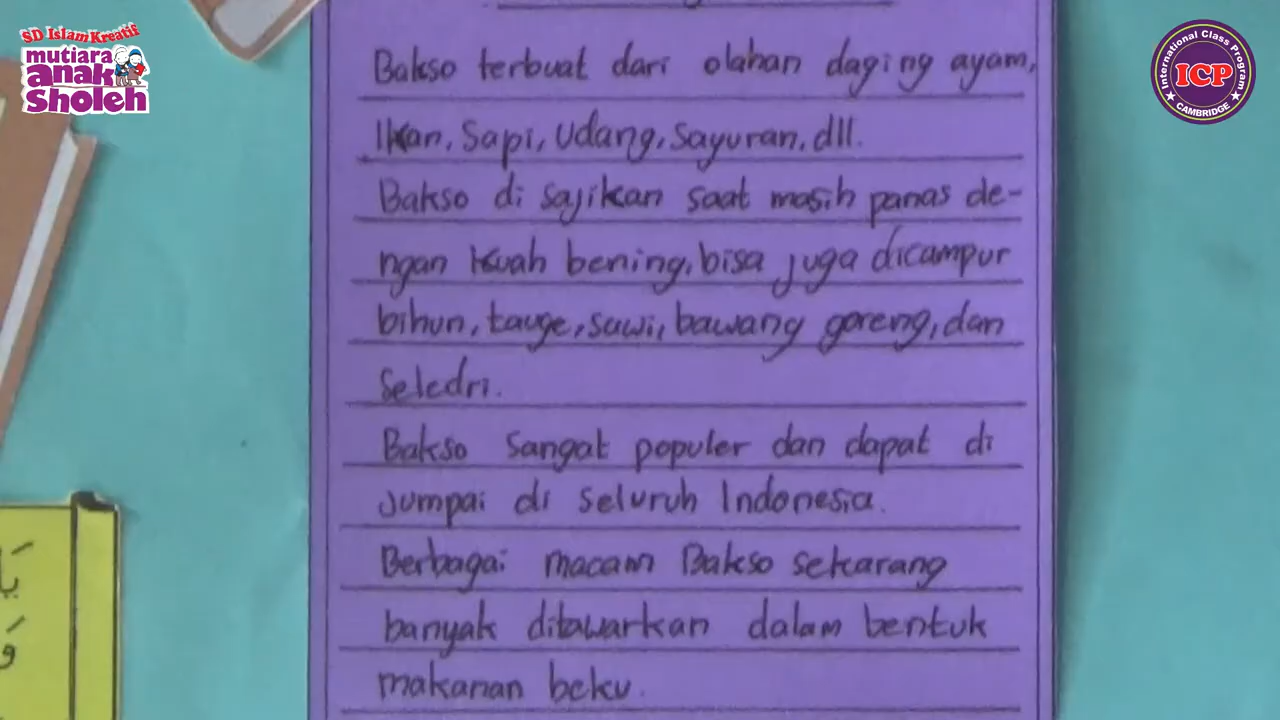 SD Islam Kreatif
mutiara
anak
Sholeh
International Class Program
ICP
CAMBRIDGE
Bakso terbuat dari olahan daging ayam,
Ikan, Sapi, Udang, Sayuran, dll.
Bakso di sajikan saat masih panas de-
ngan kuah bening, bisa juga dicampur
bihun, tauge, sawi, bawang goreng, dan
Seledri.
Bakso Sangat populer dan dapat di
jumpai di seluruh Indonesia.
Berbagai macam Bakso sekarang
banyak ditawarkan dalam bentuk
makanan beku.